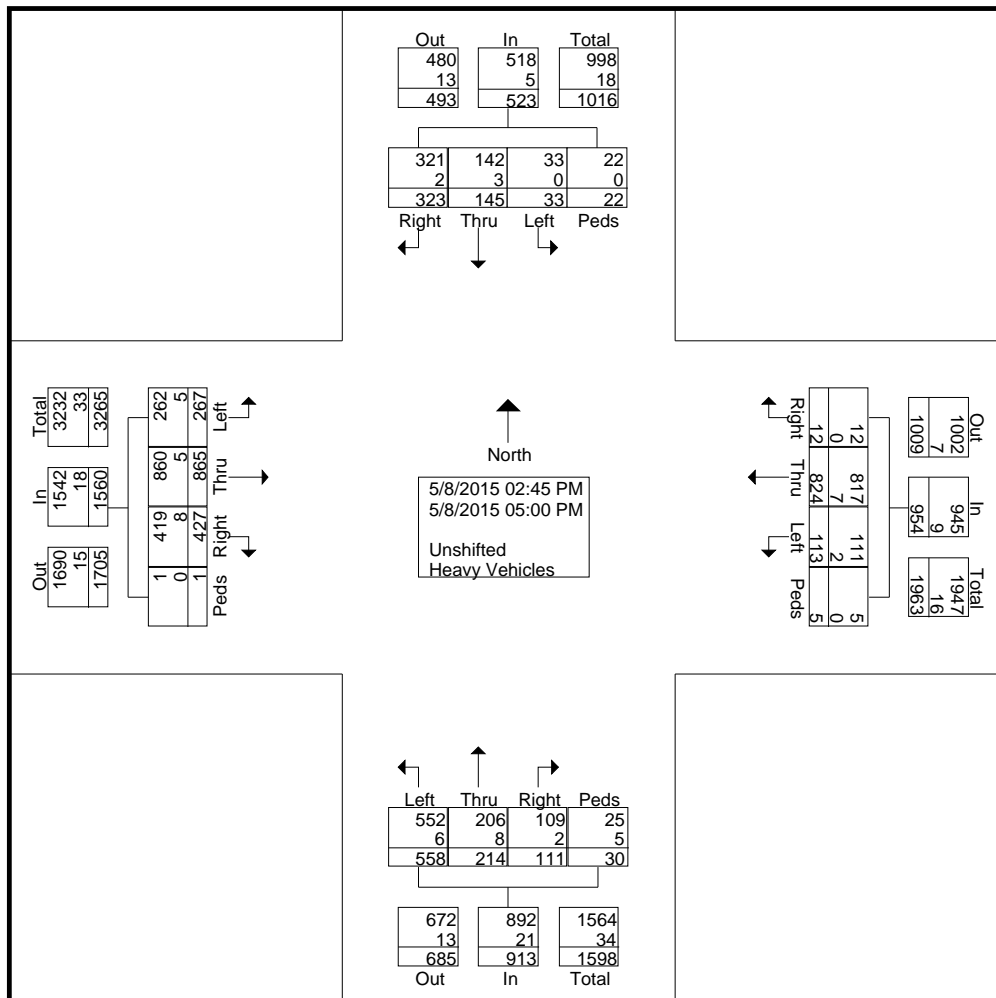 Out In Total
480 518 998
13 5 18
493 523 1016
321 142 33 22
2 3 0 0
323 145 33 22
Right Thru Left Peds
Total In Out
3232 1542 1690
33 18 15
3265 1560 1705
262 860 419 1
5 5 8 0
267 865 427 1
Left Thru Right Peds
North
5/8/2015 02:45 PM
5/8/2015 05:00 PM
Unshifted
Heavy Vehicles
Right Thru Left Peds
12 817 111 5
0 7 2 0
12 824 113 5
Out In Total
1002 945 1947
7 9 16
1009 954 1963
Left Thru Right Peds
552 206 109 25
6 8 2 5
558 214 111 30
672 892 1564
13 21 34
685 913 1598
Out In Total